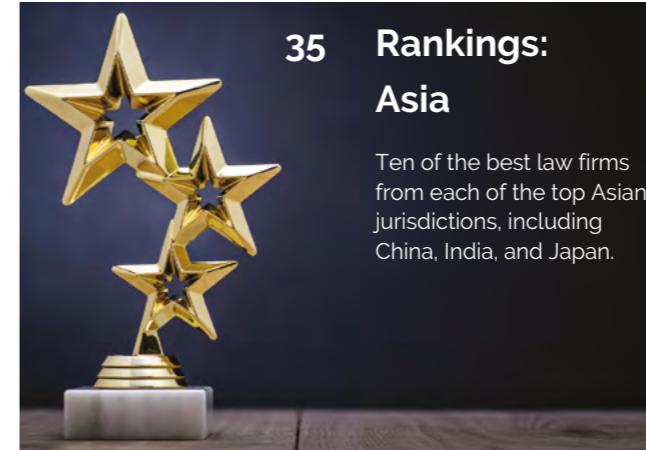 35
Rankings:
Asia
Ten of the best law firms
from each of the top Asian
jurisdictions, including
China, India, and Japan.